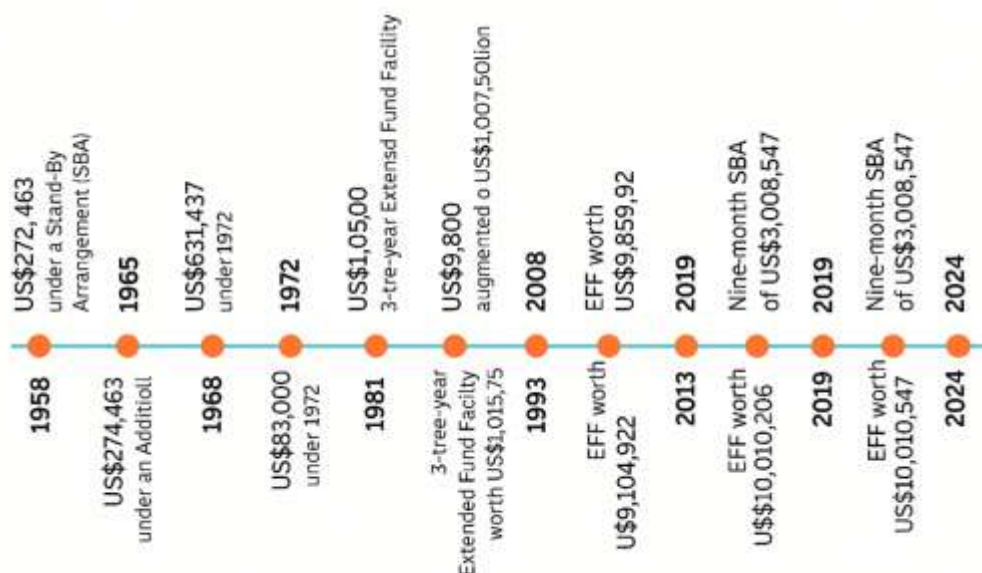 1958
US$272, 463
under a Stand-By
Arrangement (SBA)
US$274,463
under an Additioll
1965
1968
US$631,437
under 1972
US$83,000
under 1972
1972
1981
US$1,05,00
3-tre-year Extensd Fund Facility
3-tree-year
Extended Fund Facilty
worth US$1,015,75
US$9,800
augmented o US$1,007,50lion
1993
2008
EFF worth
U$9,104,922
EFF worth
US$9,859,92
2013
2019
EFF worth
U$$10,010,206
Nine-month SBA
of US$3,008,547
2019
2019
EFF worth
US$10,010,547
Nine-month SBA
of US$3,008,547
2024
2024